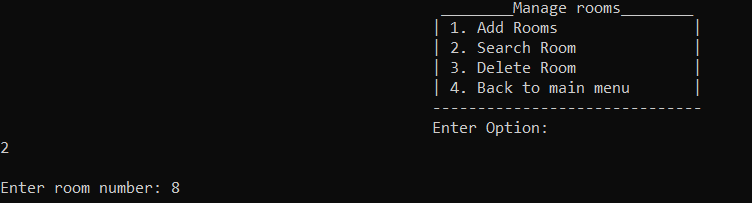 ________Manage rooms________
| 1. Add Rooms               |
| 2. Search Room             |
| 3. Delete Room             |
| 4. Back to main menu       |
------------------------------
Enter Option:
2
Enter room number: 8